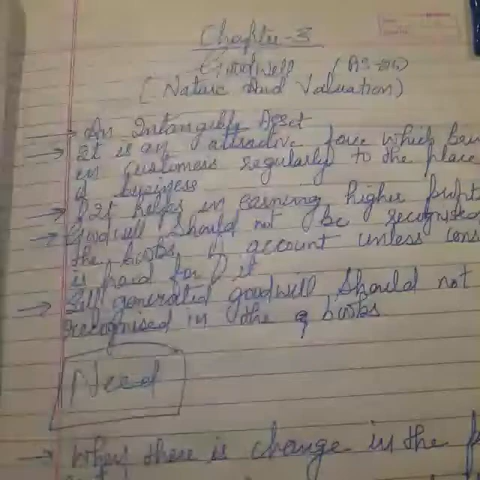 Chapter-3
Goodwill (AS-26)
(Nature And Valuation)
→ An Intangible Asset
→ It is an attractive force which
in customers regularly to the place
of business
→ It helps in earning higher profits
→ Goodwill should not be recognised
the books of account unless cons
is paid for it
→ Self generated goodwill should not
recognised in the books
Need
→ When there is change in the